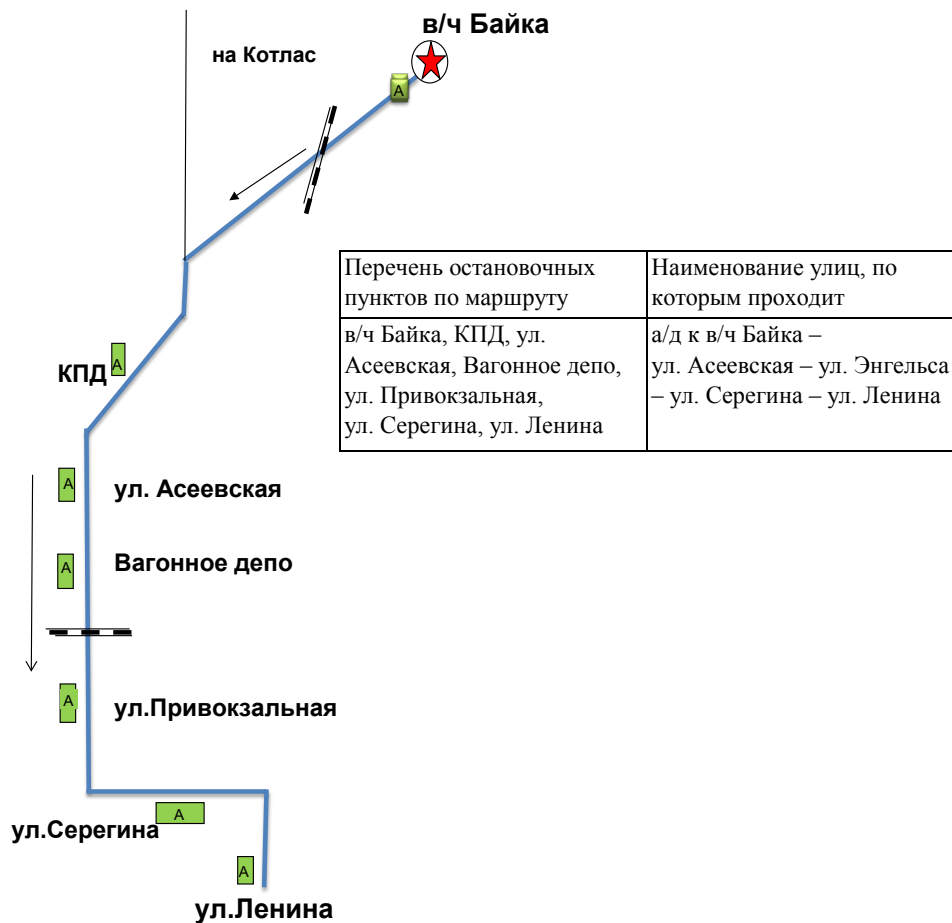 в/ч Байка
на Котлас
А
Перечень остановочных
пунктов по маршруту
Наименование улиц, по
которым проходит
в/ч Байка, КПД, ул.
Асеевская, Вагонное депо,
ул. Привокзальная,
ул. Серегина, ул. Ленина
а/д к в/ч Байка –
ул. Асеевская – ул. Энгельса
– ул. Серегина – ул. Ленина
А
КПД
А
ул. Асеевская
А
Вагонное депо
А
ул.Привокзальная
А
ул.Серегина
А
ул.Ленина